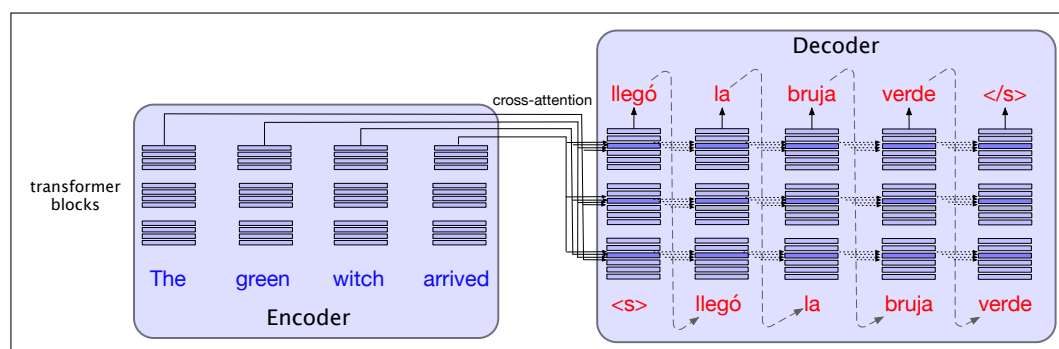 Decoder
llegó la bruja verde </s>
cross-attention
transformer
blocks
The green witch arrived
Encoder
<s> llegó la bruja verde